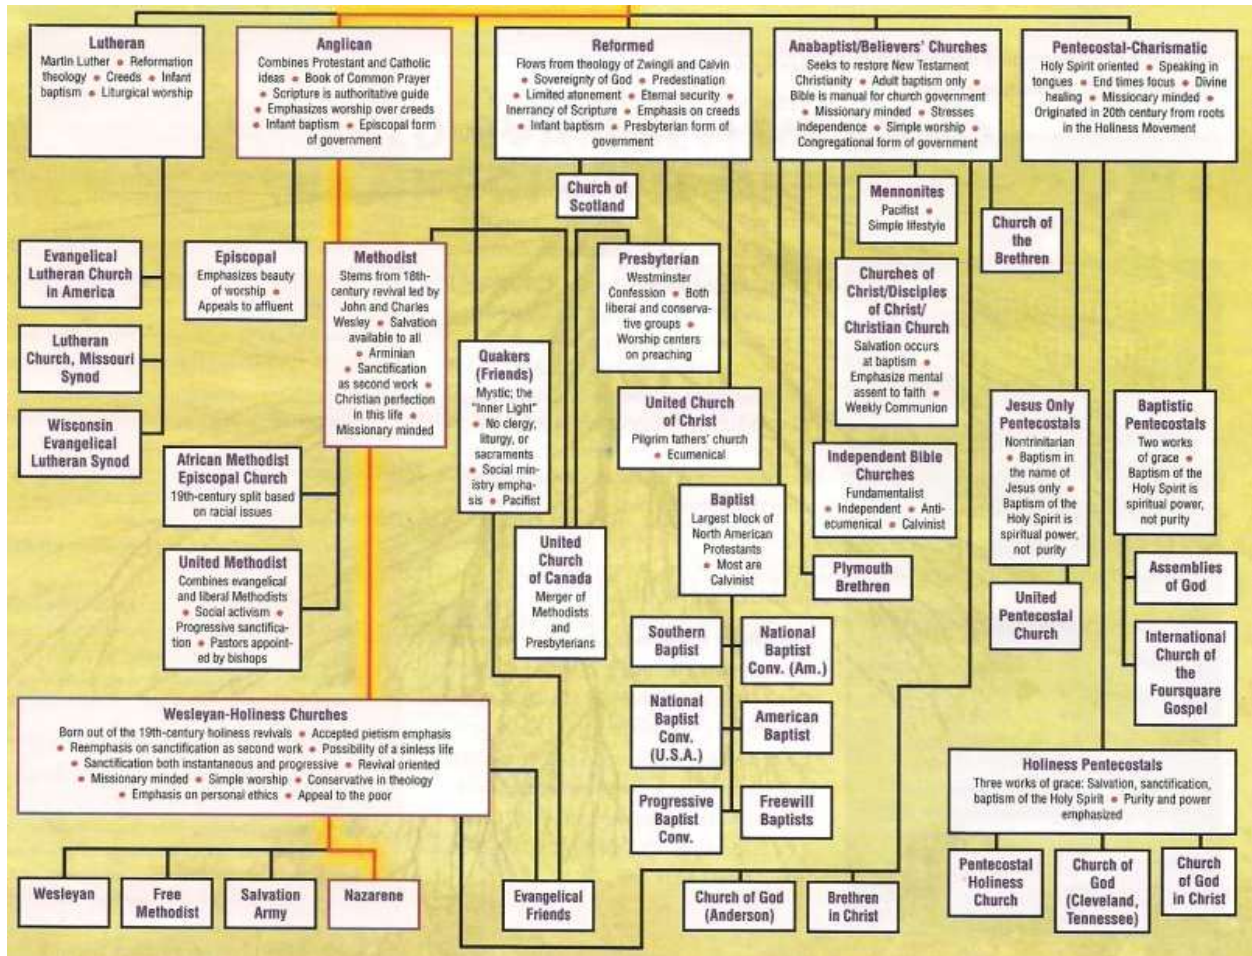 Lutheran
Martin Luther • Reformation
theology • Creeds • Infant
baptism • Liturgical worship
Anglican
Combines Protestant and Catholic
ideas • Book of Common Prayer
• Scripture is authoritative guide
• Emphasizes worship over creeds
• Infant baptism • Episcopal form
of government
Reformed
Flows from theology of Zwingli and Calvin
• Sovereignty of God • Predestination
• Limited atonement • Eternal security •
Inerrancy of Scripture • Emphasis on creeds
• Infant baptism • Presbyterian form of
government
Anabaptist/Believers' Churches
Seeks to restore New Testament
Christianity • Adult baptism only •
Bible is manual for church government
• Missionary minded • Stresses
independence • Simple worship •
Congregational form of government
Pentecostal-Charismatic
Holy Spirit oriented • Speaking in
tongues • End times focus • Divine
healing • Missionary minded •
Originated in 20th century from roots
in the Holiness Movement
Church of
Scotland
Mennonites
Pacifist •
Simple lifestyle
Church of
the
Brethren
Evangelical
Lutheran Church
in America
Episcopal
Emphasizes beauty
of worship •
Appeals to affluent
Methodist
Stems from 18th-
century revival led by
John and Charles
Wesley • Salvation
available to all
• Arminian
• Sanctification
as second work •
Christian perfection
in this life •
Missionary minded
Presbyterian
Westminster
Confession • Both
liberal and conserva-
tive groups •
Worship centers
on preaching
Churches of
Christ/Disciples
of Christ/
Christian Church
Salvation occurs
at baptism •
Emphasize mental
assent to faith •
Weekly Communion
Lutheran
Church, Missouri
Synod
Quakers
(Friends)
Mystic; the
"Inner Light"
• No clergy,
liturgy, or
sacraments
• Social min-
istry empha-
sis • Pacifist
United Church
of Christ
Pilgrim fathers' church
• Ecumenical
Jesus Only
Pentecostals
Nontrinitarian
• Baptism in
the name of
Jesus only •
Baptism of the
Holy Spirit is
spiritual power,
not purity
Baptistic
Pentecostals
Two works
of grace •
Baptism of the
Holy Spirit is
spiritual power,
not purity
Wisconsin
Evangelical
Lutheran Synod
African Methodist
Episcopal Church
19th-century split based
on racial issues
Independent Bible
Churches
Fundamentalist
• Independent • Anti-
ecumenical • Calvinist
Baptist
Largest block of
North American
Protestants
• Most are
Calvinist
United Methodist
Combines evangelical
and liberal Methodists
• Social activism •
Progressive sanctifica-
tion • Pastors appoint-
ed by bishops
United
Church
of Canada
Merger of
Methodists
and
Presbyterians
Plymouth
Brethren
Assemblies
of God
United
Pentecostal
Church
Southern
Baptist
National
Baptist
Conv. (Am.)
International
Church of
the
Foursquare
Gospel
National
Baptist
Conv.
(U.S.A.)
American
Baptist
Wesleyan-Holiness Churches
Born out of the 19th-century holiness revivals • Accepted pietism emphasis
• Reemphasis on sanctification as second work • Possibility of a sinless life
• Sanctification both instantaneous and progressive • Revival oriented
• Missionary minded • Simple worship • Conservative in theology
• Emphasis on personal ethics • Appeal to the poor
Holiness Pentecostals
Three works of grace: Salvation, sanctification,
baptism of the Holy Spirit • Purity and power
emphasized
Progressive
Baptist
Conv.
Freewill
Baptists
Wesleyan
Free
Methodist
Salvation
Army
Nazarene
Evangelical
Friends
Church of God
(Anderson)
Brethren
in Christ
Pentecostal
Holiness
Church
Church of
God
(Cleveland,
Tennessee)
Church
of God
in Christ